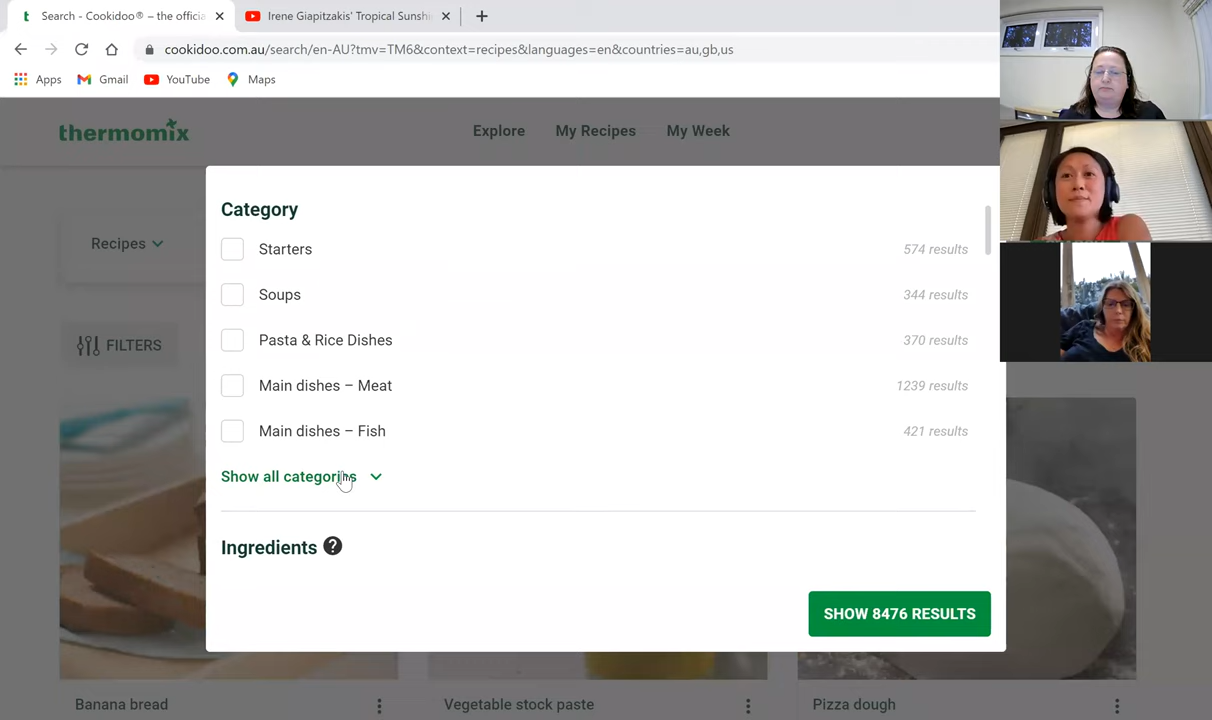 Search - Cookidoo® – the officia
Irene Giapitzakis' Tropical Sunshi
cookidoo.com.au/search/en-AU?tmv=TM6&context=recipes&languages=en&countries=au,gb,us
Apps Gmail YouTube Maps
thermomix
Explore My Recipes My Week
Recipes
FILTERS
Category
Starters 574 results
Soups 344 results
Pasta & Rice Dishes 370 results
Main dishes – Meat 1239 results
Main dishes – Fish 421 results
Show all categories
Ingredients ?
SHOW 8476 RESULTS
Banana bread Vegetable stock paste Pizza dough